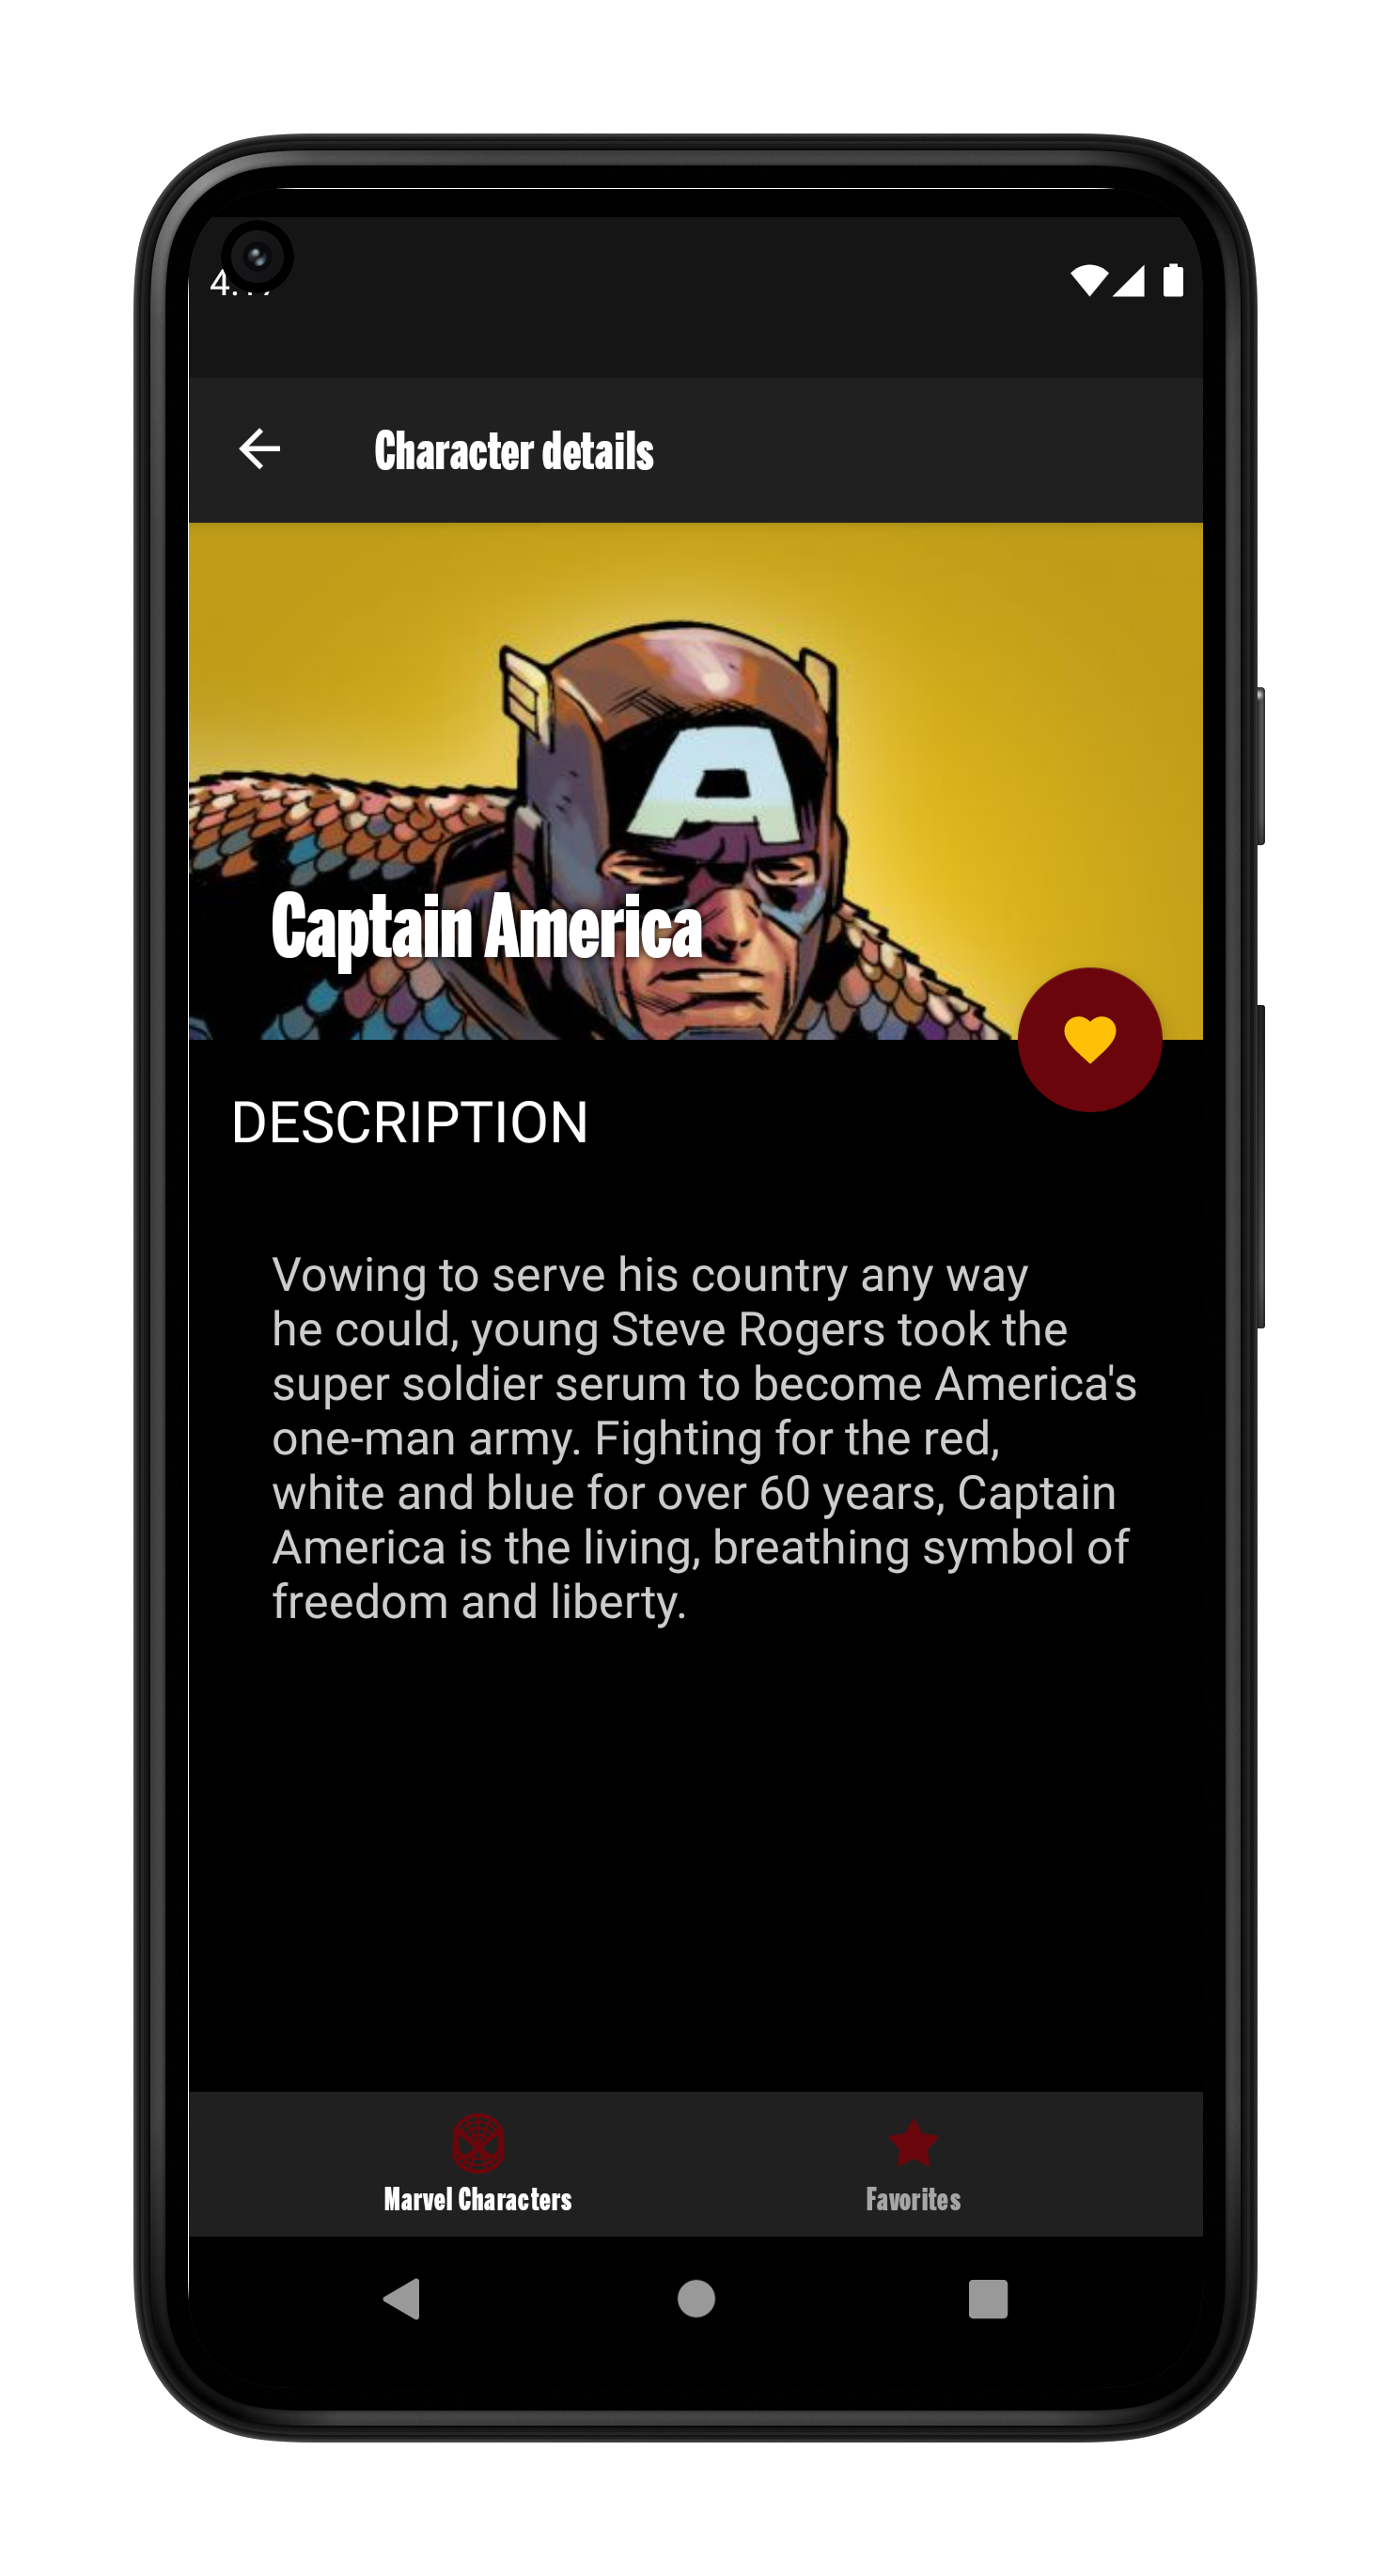 Character details
A
Captain America
DESCRIPTION
Vowing to serve his country any way
he could, young Steve Rogers took the
super soldier serum to become America's
one-man army. Fighting for the red,
white and blue for over 60 years, Captain
America is the living, breathing symbol of
freedom and liberty.
Marvel Characters
Favorites